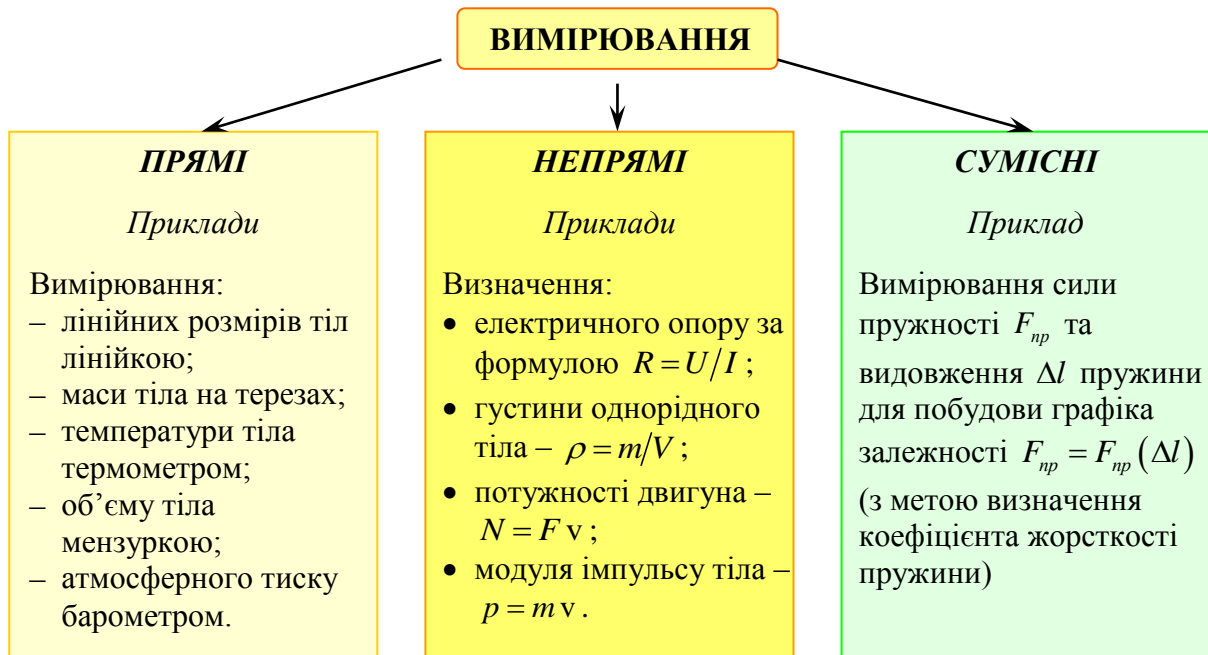 ВИМІРЮВАННЯ
ПРЯМІ
Приклади
Вимірювання:
– лінійних розмірів тіл
лінійкою;
– маси тіла на терезах;
– температури тіла
термометром;
– об’єму тіла
мензуркою;
– атмосферного тиску
барометром.
НЕПРЯМІ
Приклади
Визначення:
• електричного опору за
формулою R = U/I ;
• густини однорідного
тіла – ρ = m/V ;
• потужності двигуна –
N = F v ;
• модуля імпульсу тіла –
p = m v .
СУМІСНІ
Приклад
Вимірювання сили
пружності Fпр та
видовження Δl пружини
для побудови графіка
залежності Fпр = Fпр (Δl)
(з метою визначення
коефіцієнта жорсткості
пружини)